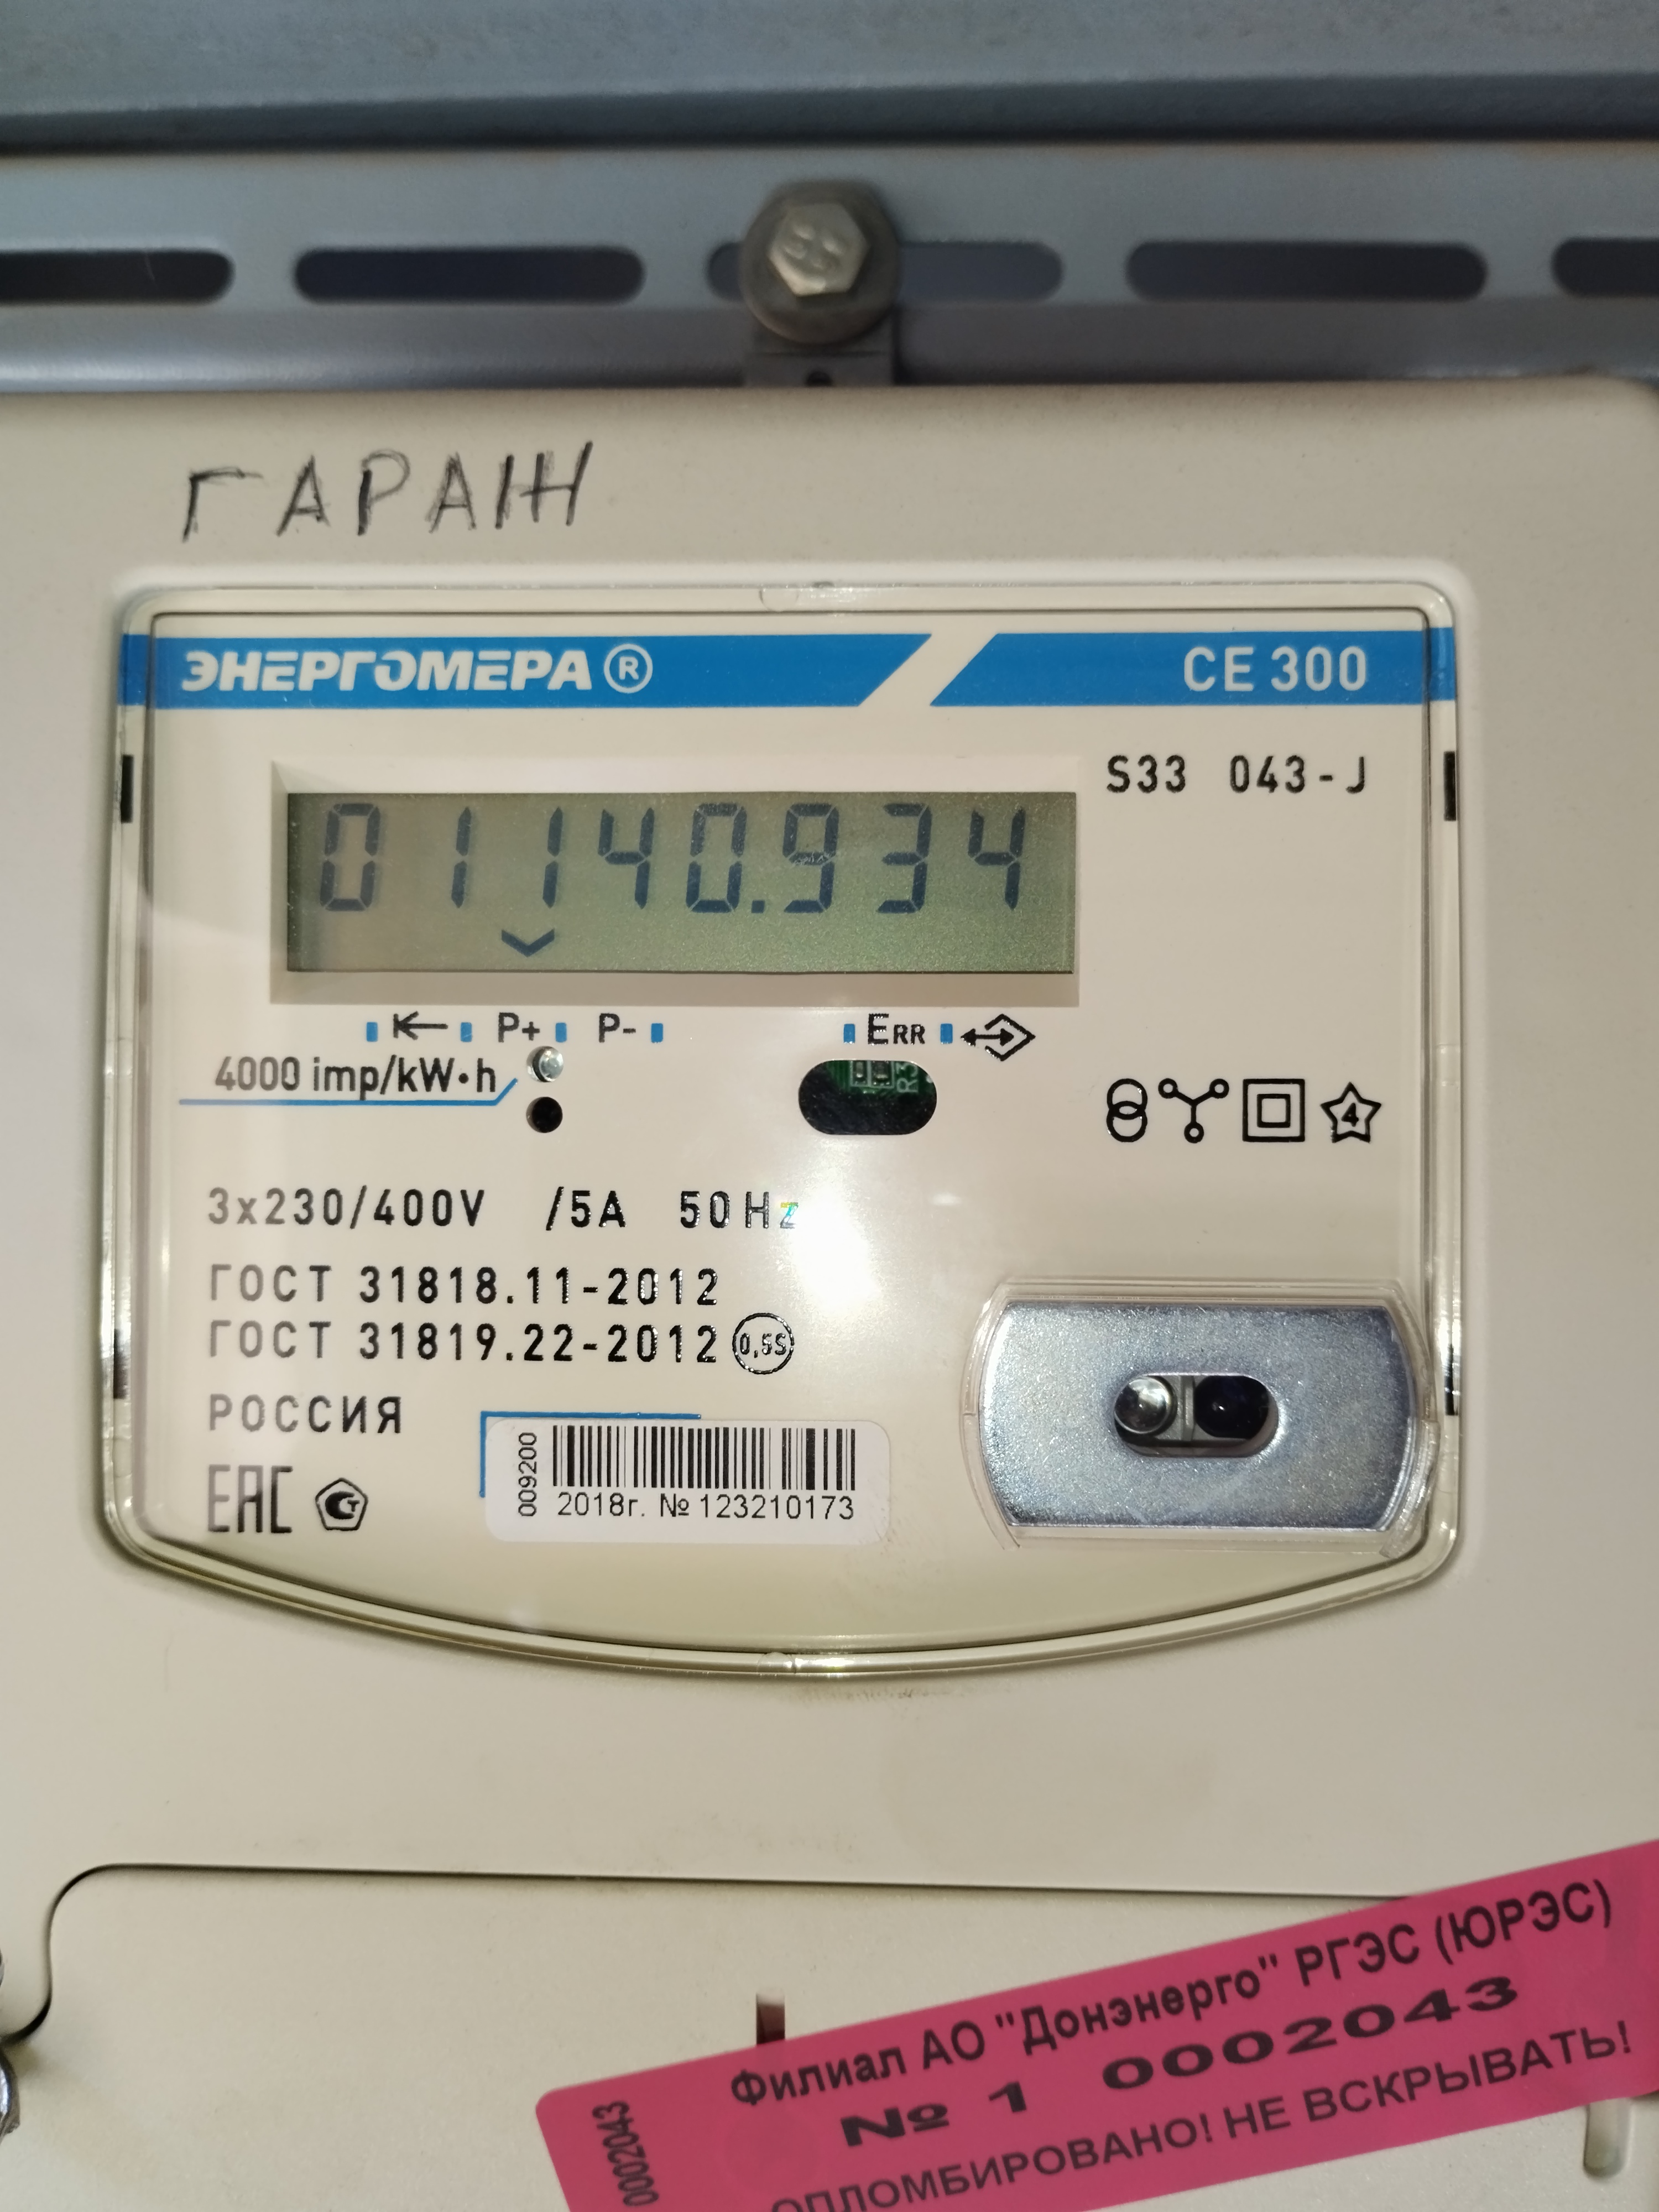 ГАРАЖ
ЭНЕРГОМЕРА® CE 300
S33 043-J
01140.934
P+ P- ERR
4000 imp/kW•h
4
3x230/400V /5A 50Hz
ГОСТ 31818.11-2012
ГОСТ 31819.22-2012 0,5S
РОССИЯ
EAC
009200
2018г. № 123210173
Филиал АО "Донэнерго" РГЭС (ЮРЭС)
№ 1 0002043
0002043
ОПЛОМБИРОВАНО! НЕ ВСКРЫВАТЬ!